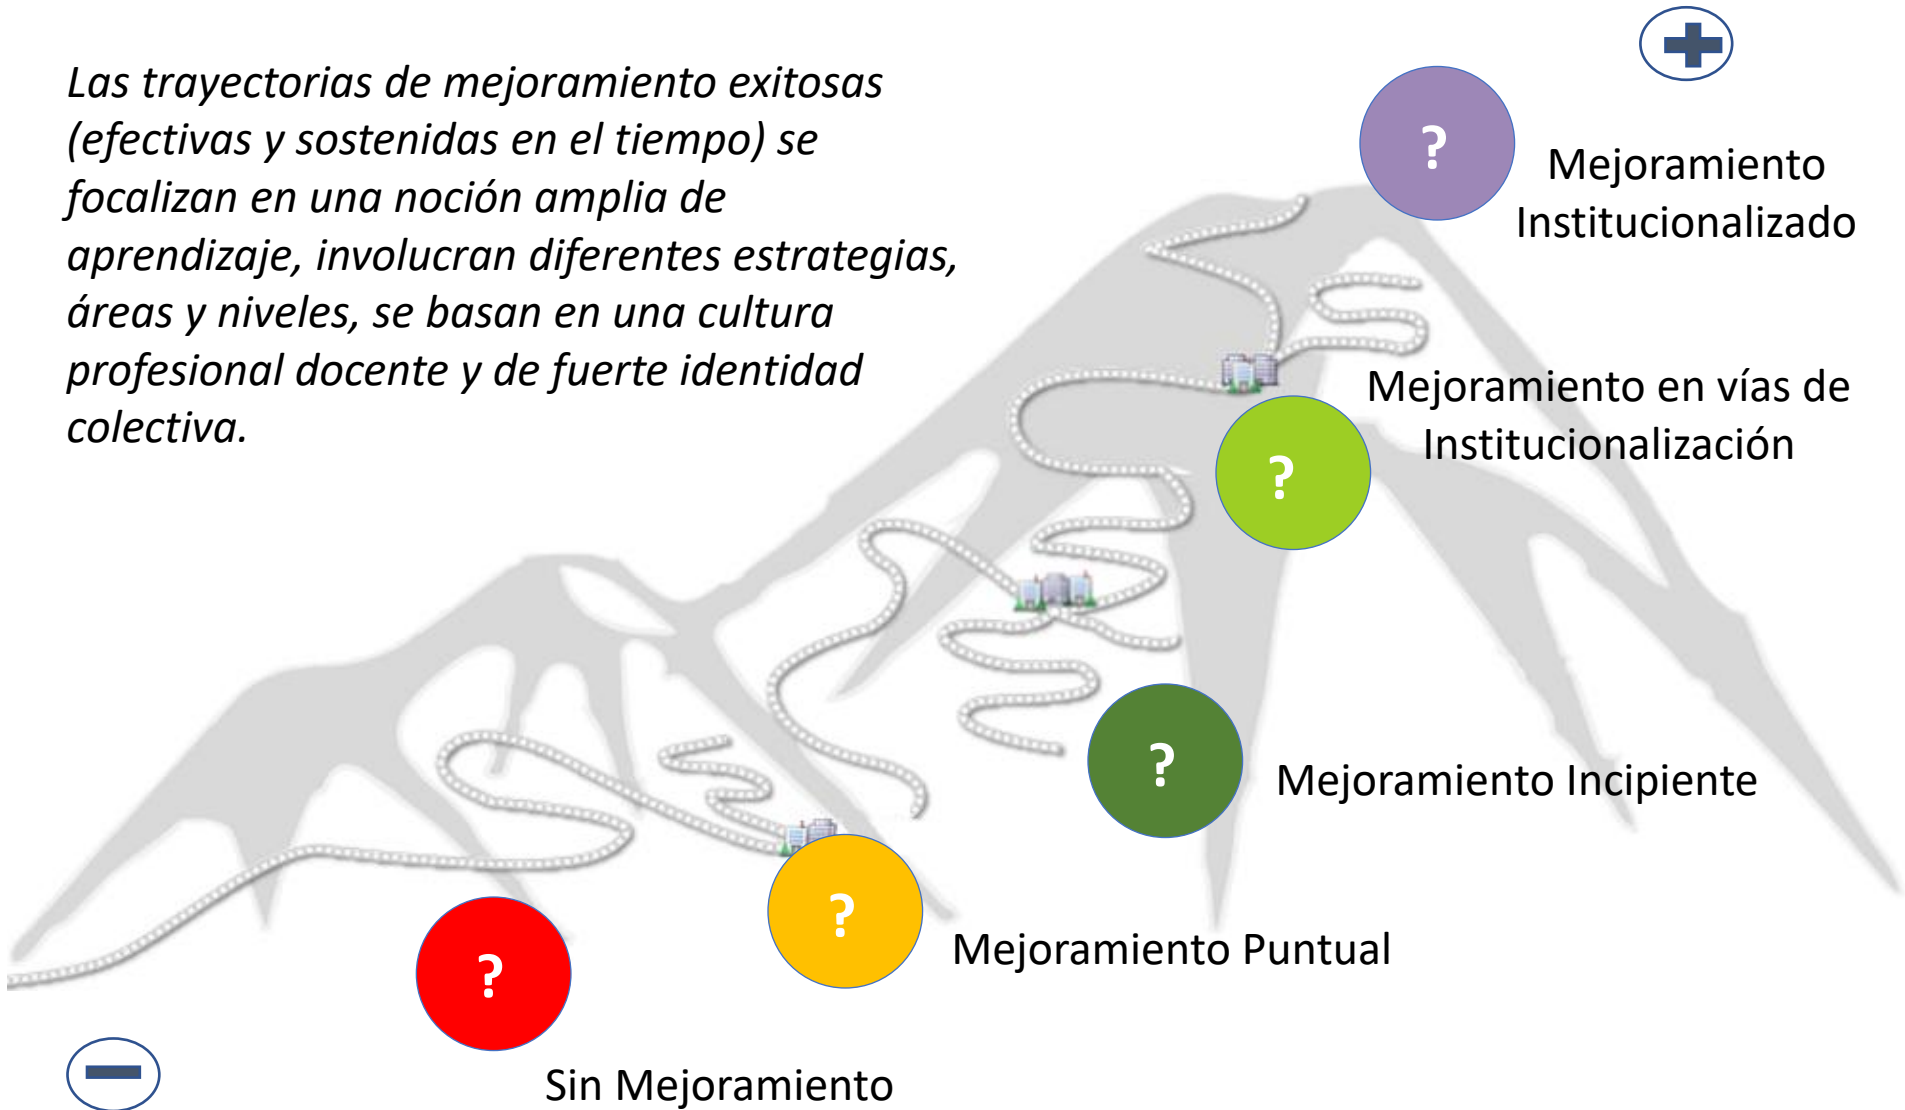 Las trayectorias de mejoramiento exitosas
(efectivas y sostenidas en el tiempo) se
focalizan en una noción amplia de
aprendizaje, involucran diferentes estrategias,
áreas y niveles, se basan en una cultura
profesional docente y de fuerte identidad
colectiva.
?
Mejoramiento
Institucionalizado
Mejoramiento en vías de
Institucionalización
?
?
Mejoramiento Incipiente
?
Mejoramiento Puntual
?
Sin Mejoramiento